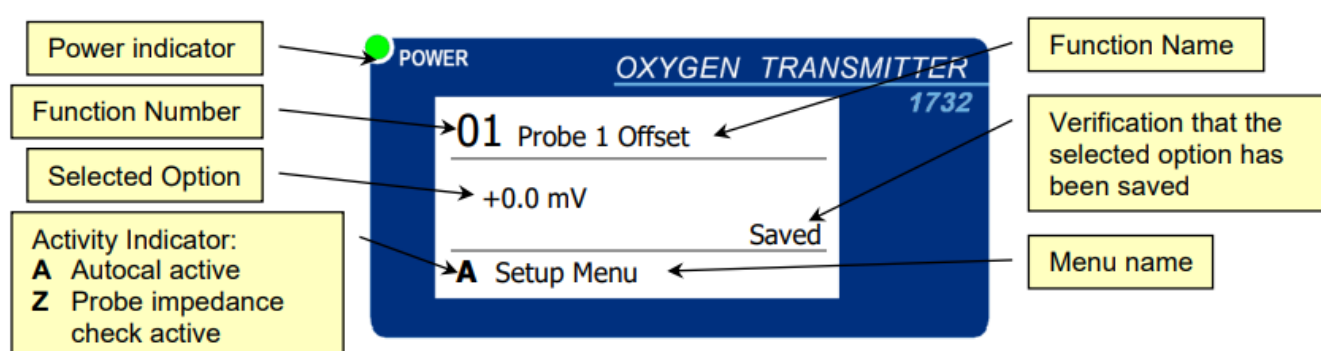 Power indicator
Function Number
Selected Option
Activity Indicator:
A Autocal active
Z Probe impedance
check active
POWER
OXYGEN TRANSMITTER
1732
01 Probe 1 Offset
+0.0 mV
Saved
A Setup Menu
Function Name
Verification that the
selected option has
been saved
Menu name